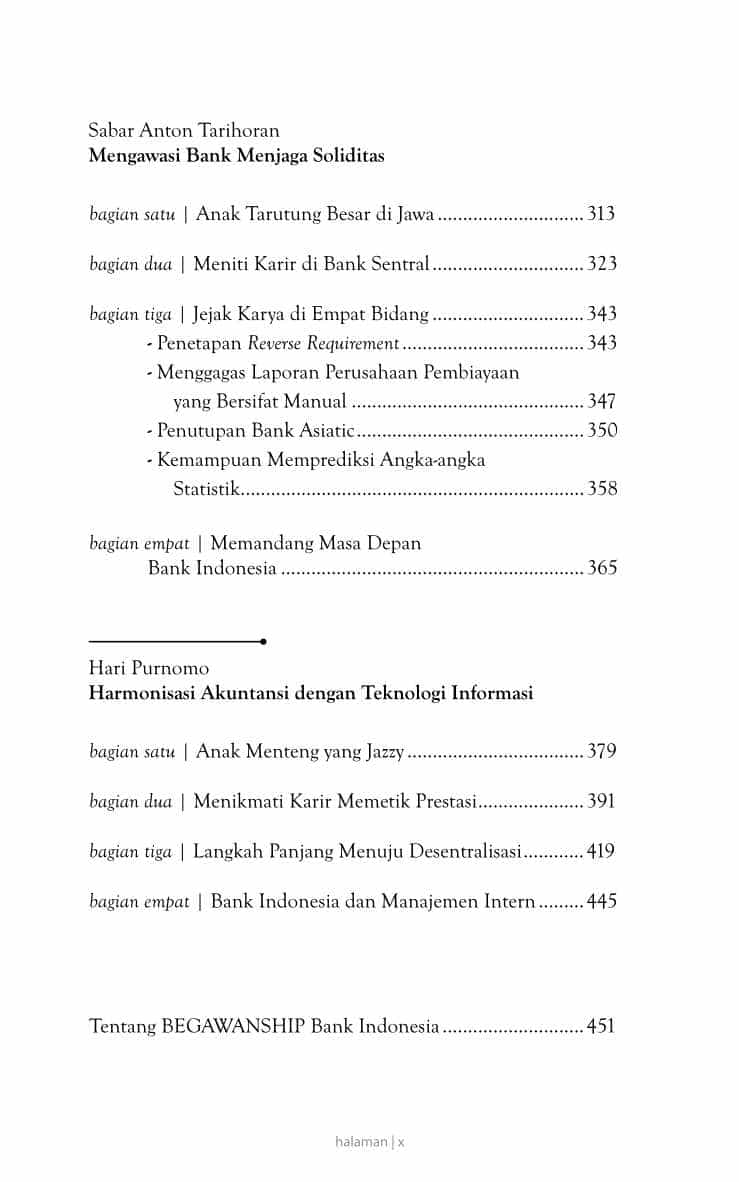 Sabar Anton Tarihoran
Mengawasi Bank Menjaga Soliditas
bagian satu | Anak Tarutung Besar di Jawa ............................. 313
bagian dua | Meniti Karir di Bank Sentral .............................. 323
bagian tiga | Jejak Karya di Empat Bidang .............................. 343
- Penetapan Reverse Requirement .................................... 343
- Menggagas Laporan Perusahaan Pembiayaan
yang Bersifat Manual .............................................. 347
- Penutupan Bank Asiatic ............................................. 350
- Kemampuan Memprediksi Angka-angka
Statistik .................................................................... 358
bagian empat | Memandang Masa Depan
Bank Indonesia ............................................................ 365
Hari Purnomo
Harmonisasi Akuntansi dengan Teknologi Informasi
bagian satu | Anak Menteng yang Jazzy ................................... 379
bagian dua | Menikmati Karir Memetik Prestasi ..................... 391
bagian tiga | Langkah Panjang Menuju Desentralisasi ............ 419
bagian empat | Bank Indonesia dan Manajemen Intern ......... 445
Tentang BEGAWANSHIP Bank Indonesia ............................ 451
halaman | x